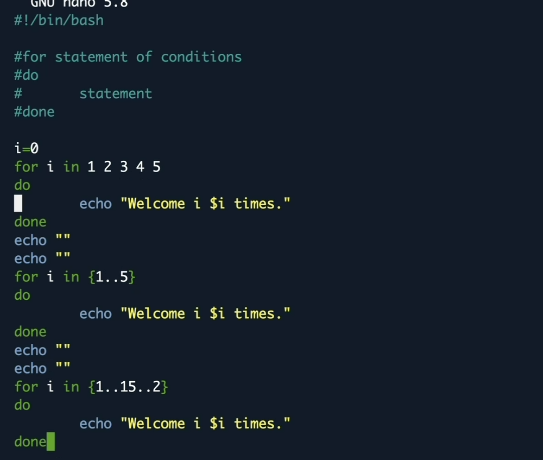 GNU nano 5.8
#!/bin/bash
#for statement of conditions
#do
#       statement
#done
i=0
for i in 1 2 3 4 5
do
        echo "Welcome i $i times."
done
echo ""
echo ""
for i in {1..5}
do
        echo "Welcome i $i times."
done
echo ""
echo ""
for i in {1..15..2}
do
        echo "Welcome i $i times."
done